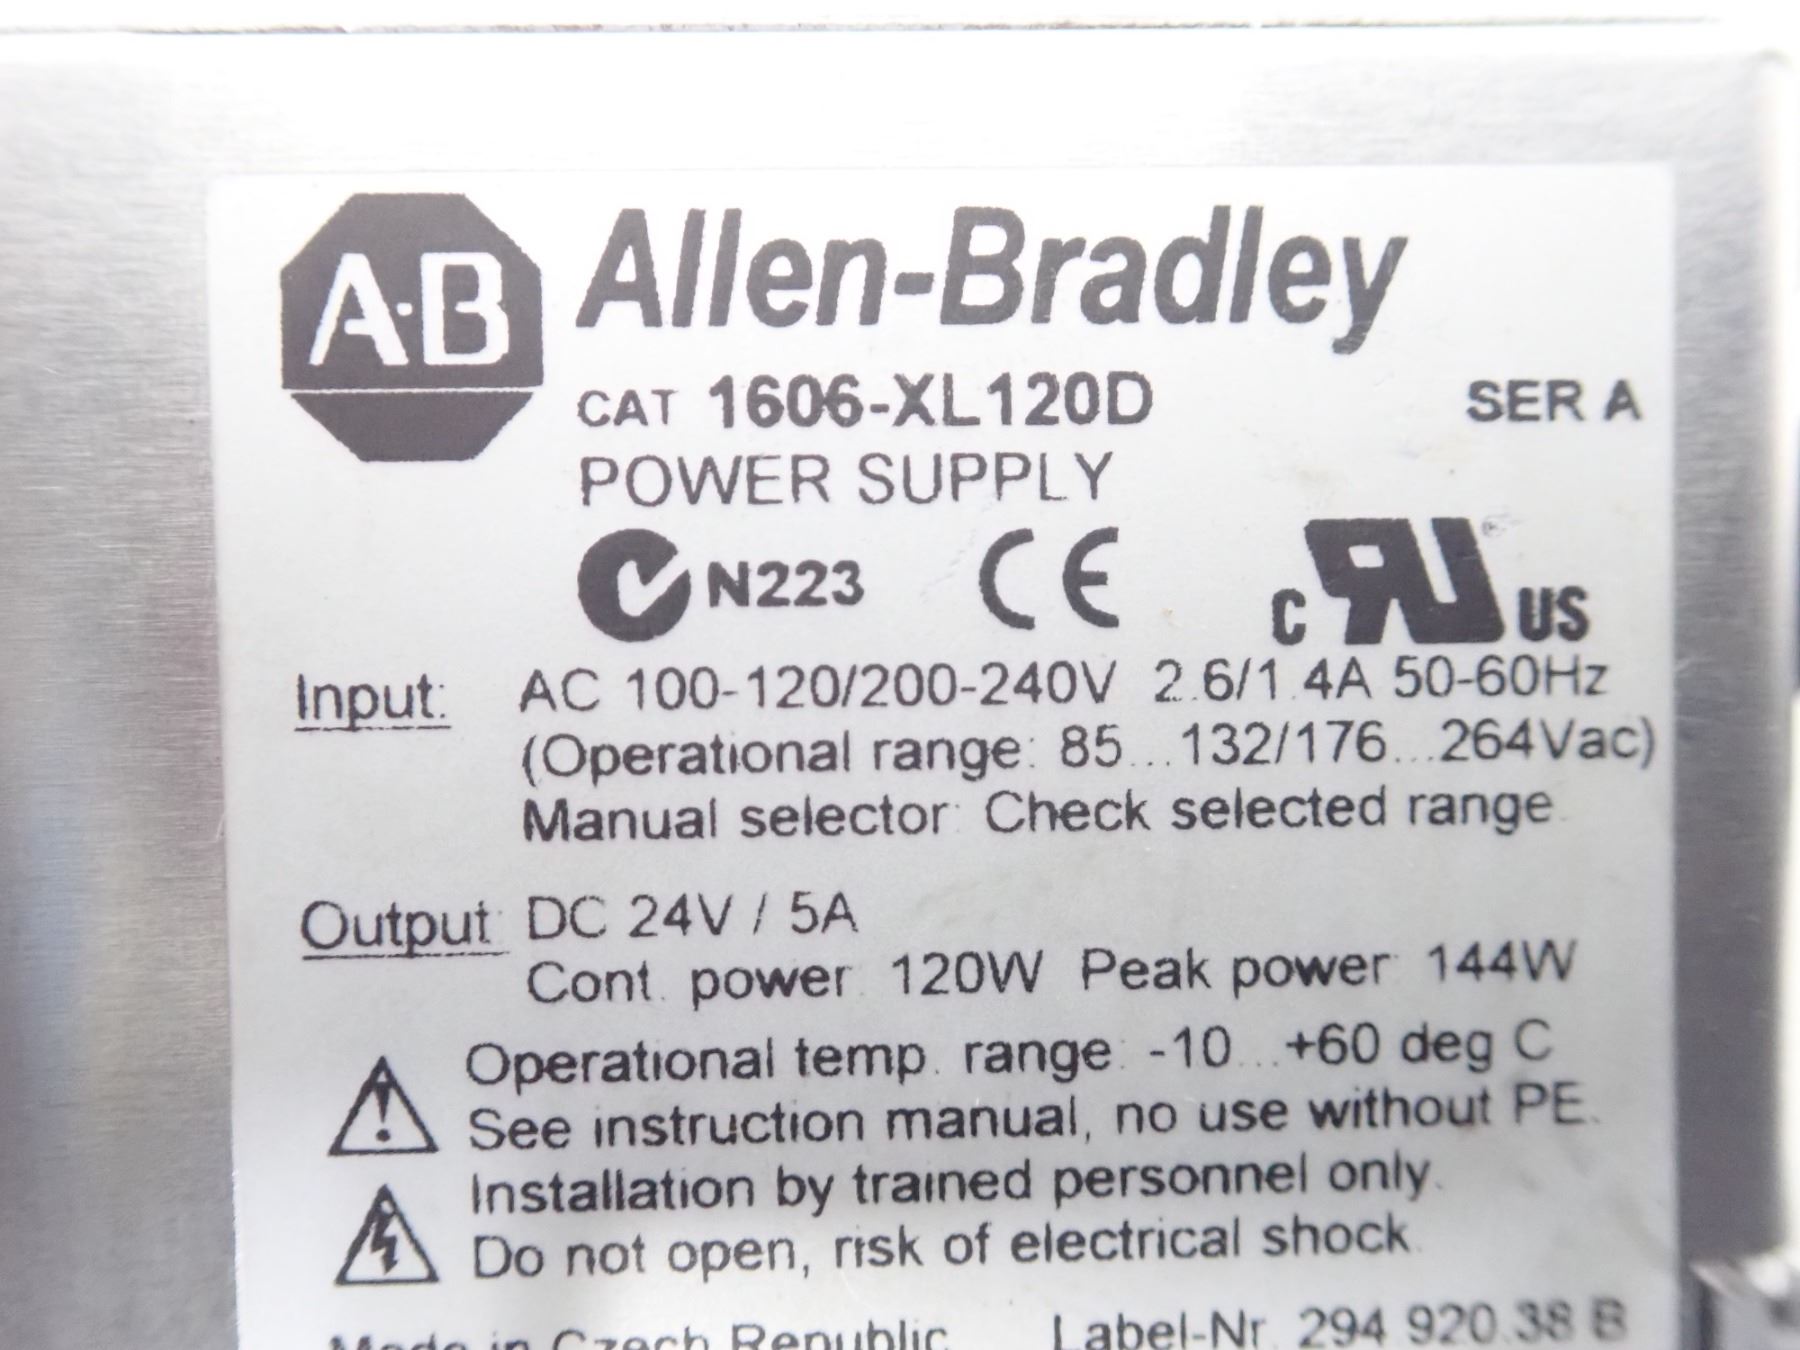 A·B Allen-Bradley
CAT 1606-XL120D SER A
POWER SUPPLY
N223 CE c RU ® US
Input: AC 100-120/200-240V 2.6/1.4A 50-60Hz
(Operational range: 85...132/176...264Vac)
Manual selector: Check selected range.
Output: DC 24V / 5A
Cont. power: 120W Peak power: 144W
Operational temp. range: -10...+60 deg C
See instruction manual, no use without PE.
Installation by trained personnel only.
Do not open, risk of electrical shock.
Made in Czech Republic Label-Nr. 294.920.38 B